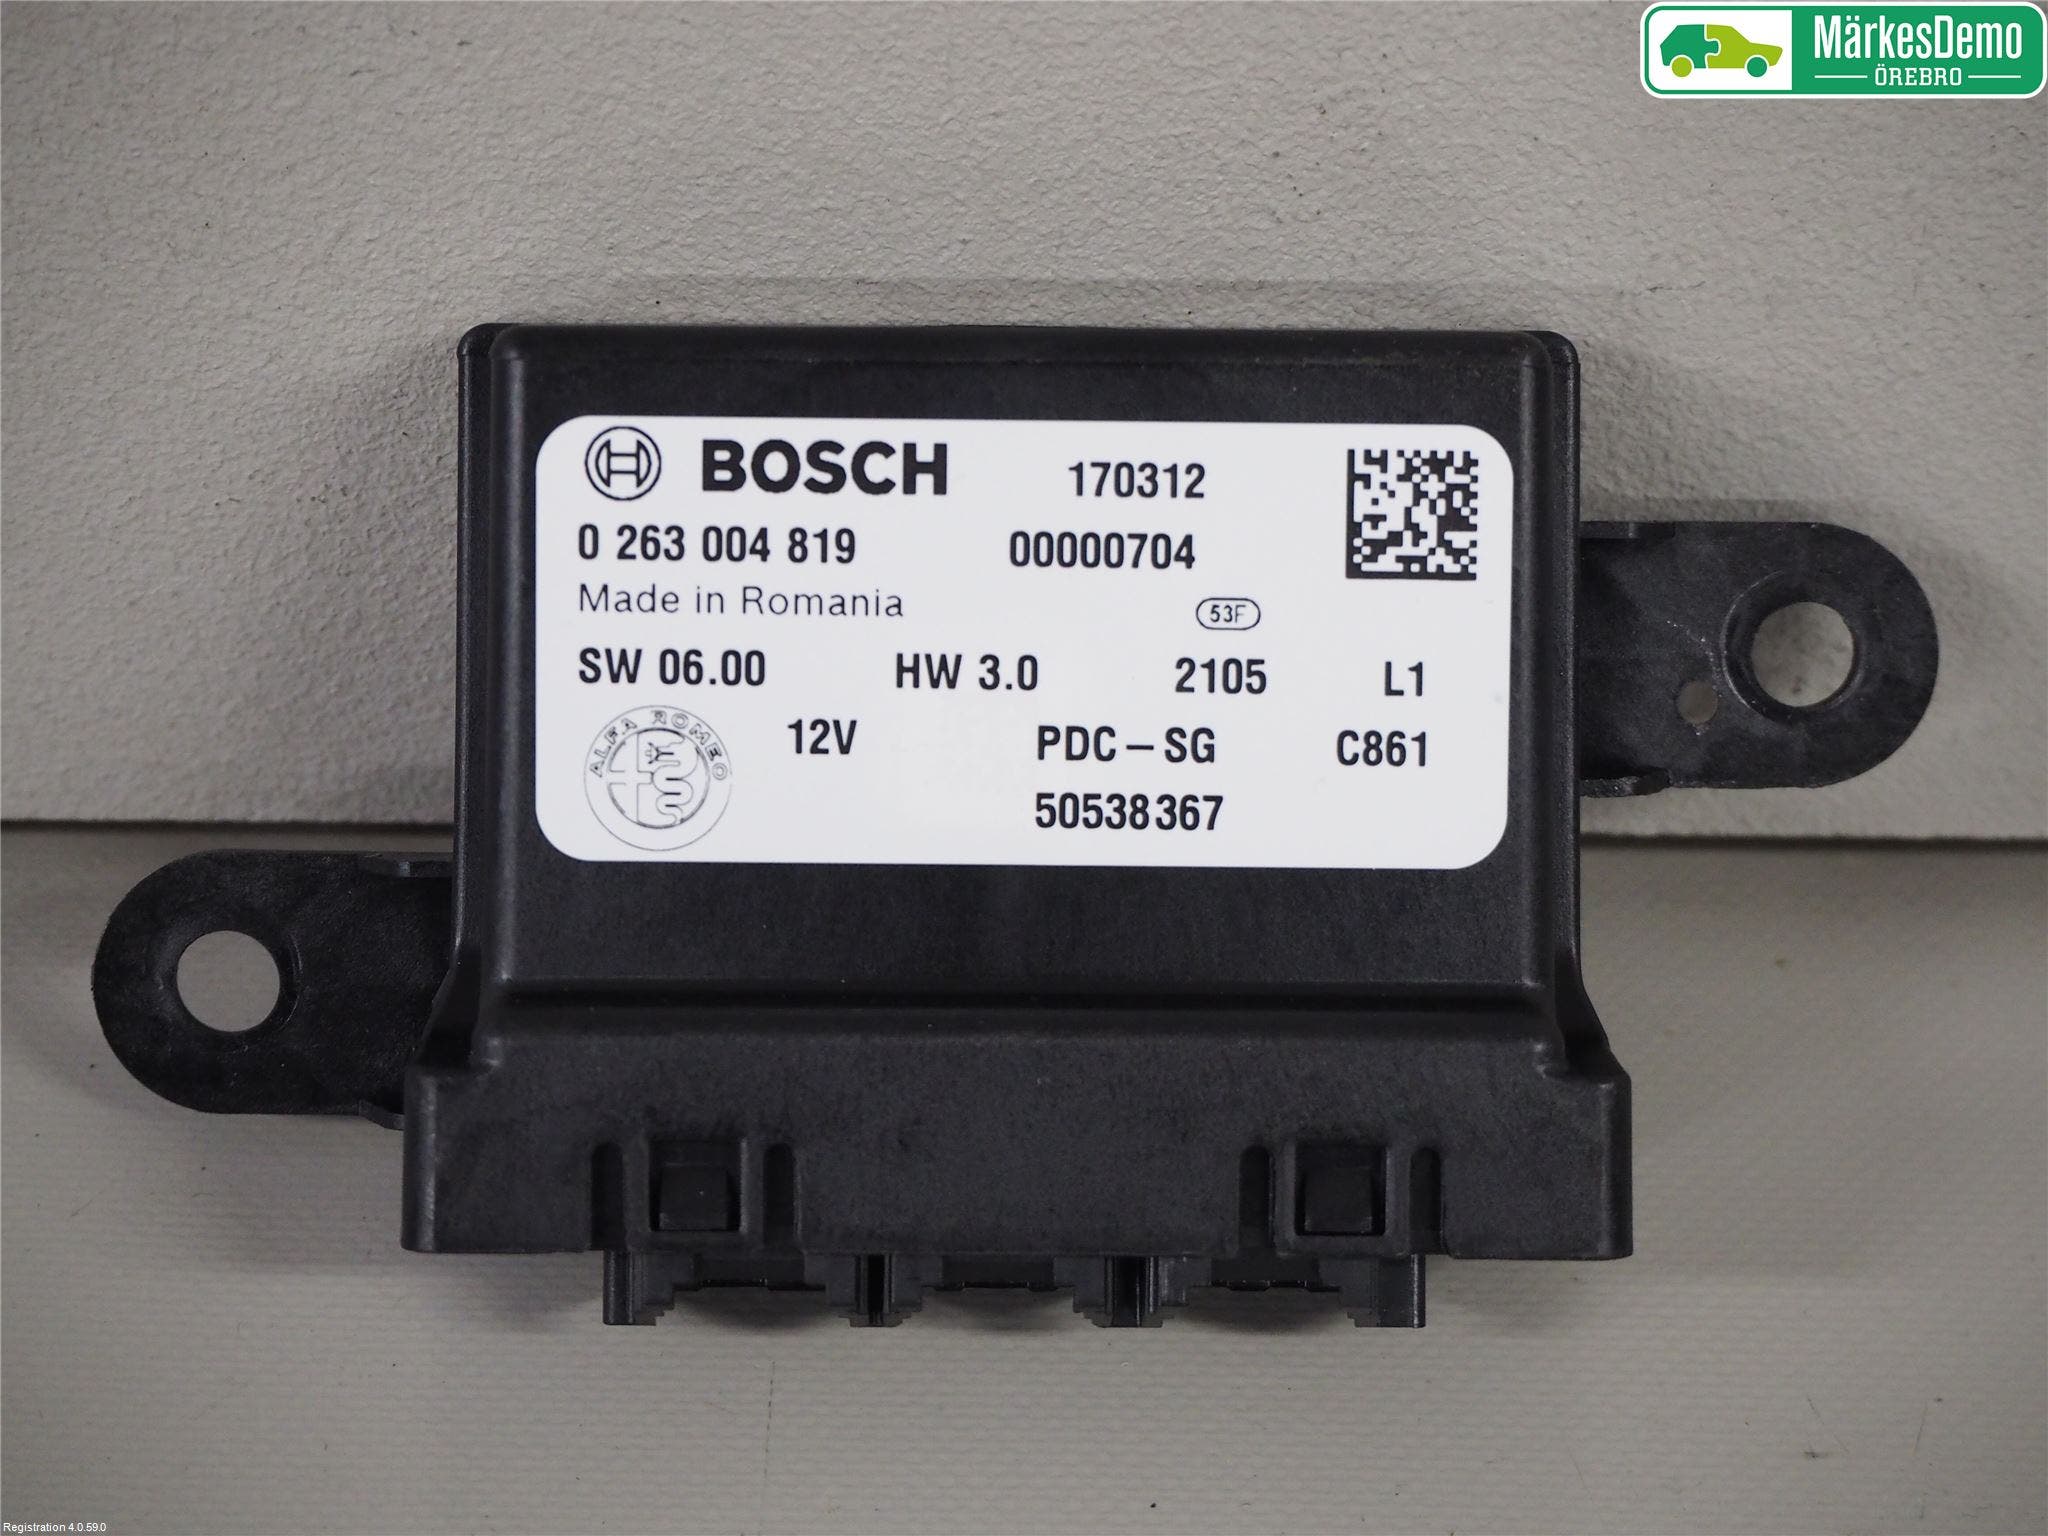 MärkesDemo
ÖREBRO
BOSCH 170312
0 263 004 819 00000704
Made in Romania 53F
SW 06.00 HW 3.0 2105 L1
ALFA ROMEO
12V PDC-SG C861
50538367
Registration 4.0.59.0